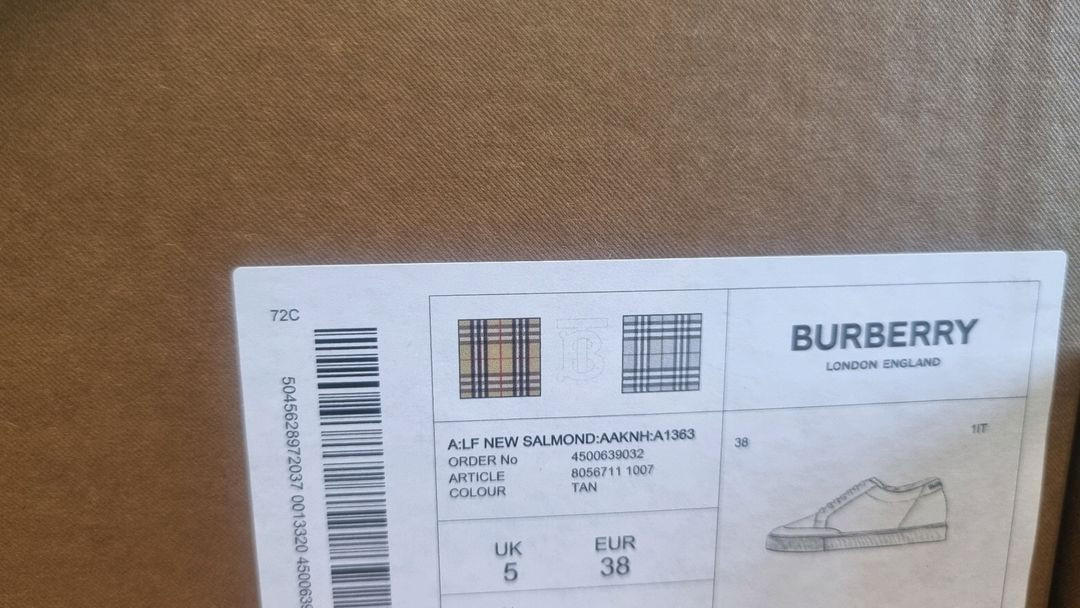 72C
5045628972037 0013320 4500639
BURBERRY
LONDON ENGLAND
A:LF NEW SALMOND:AAKNH:A1363
ORDER No 4500639032
ARTICLE 8056711 1007
COLOUR TAN
38 1IT
UK EUR
5 38